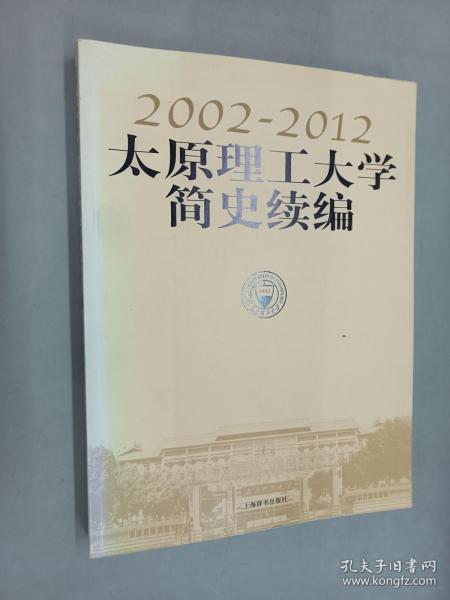 2002-2012
太原理工大学
简史续编
1902
上海辞书出版社
孔夫子旧书网
www.kongfz.com